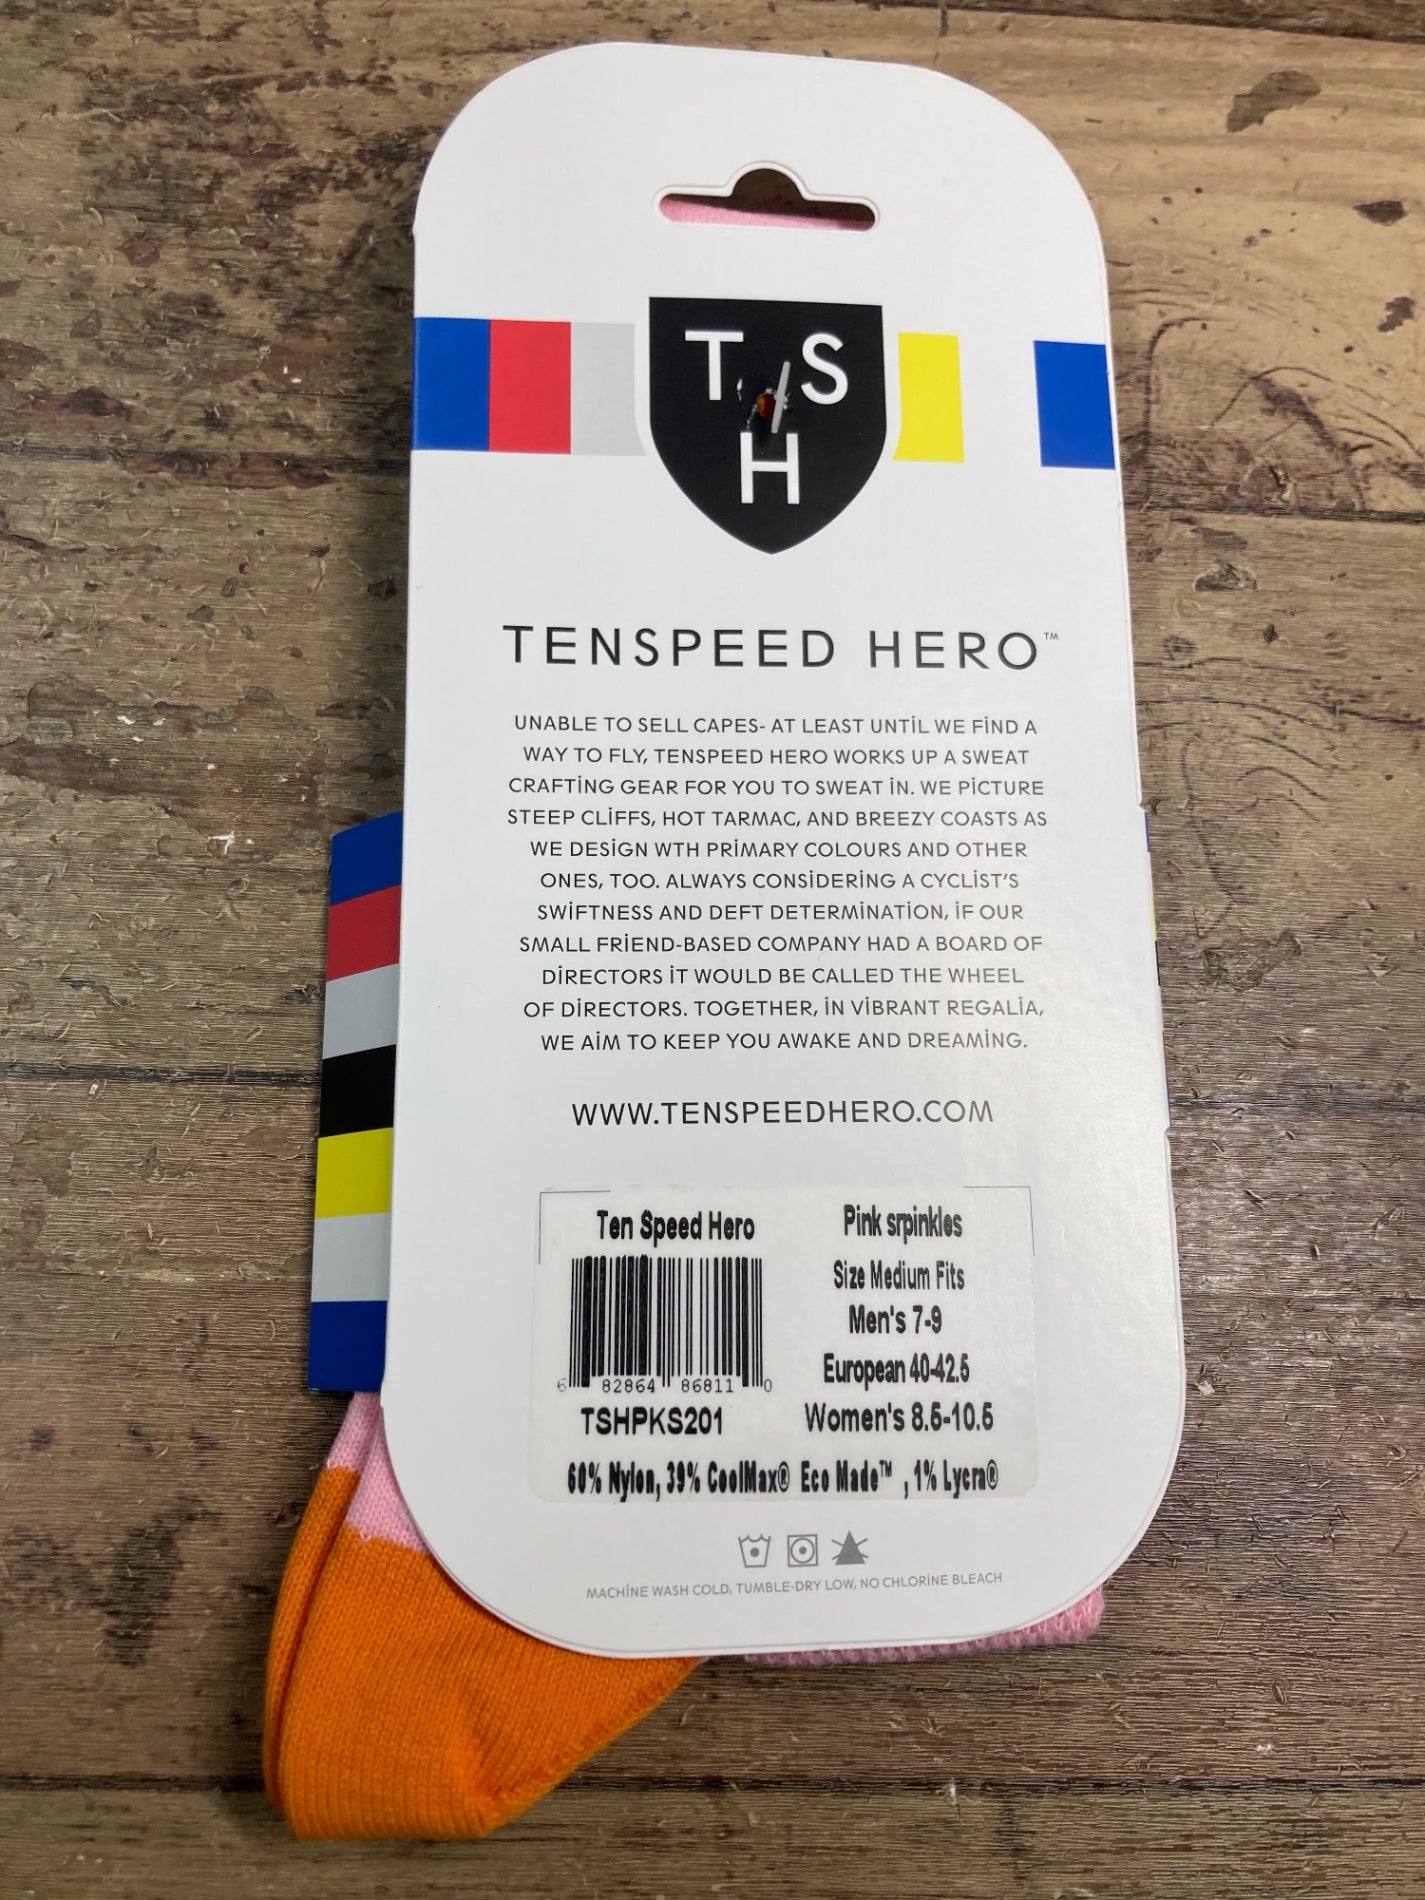 T S
H
TENSPEED HERO™
UNABLE TO SELL CAPES- AT LEAST UNTIL WE FIND A
WAY TO FLY, TENSPEED HERO WORKS UP A SWEAT
CRAFTING GEAR FOR YOU TO SWEAT IN. WE PICTURE
STEEP CLIFFS, HOT TARMAC, AND BREEZY COASTS AS
WE DESIGN WTH PRIMARY COLOURS AND OTHER
ONES, TOO. ALWAYS CONSIDERING A CYCLIST'S
SWIFTNESS AND DEFT DETERMINATION, IF OUR
SMALL FRIEND-BASED COMPANY HAD A BOARD OF
DIRECTORS IT WOULD BE CALLED THE WHEEL
OF DIRECTORS. TOGETHER, IN VIBRANT REGALIA,
WE AIM TO KEEP YOU AWAKE AND DREAMING.
WWW.TENSPEEDHERO.COM
Ten Speed Hero
6 82864 86811 0
TSHPKS201
Pink srpinkles
Size Medium Fits
Men's 7-9
European 40-42.5
Women's 8.5-10.5
60% Nylon, 39% CoolMax® Eco Made™ , 1% Lycra®
MACHINE WASH COLD, TUMBLE-DRY LOW, NO CHLORINE BLEACH